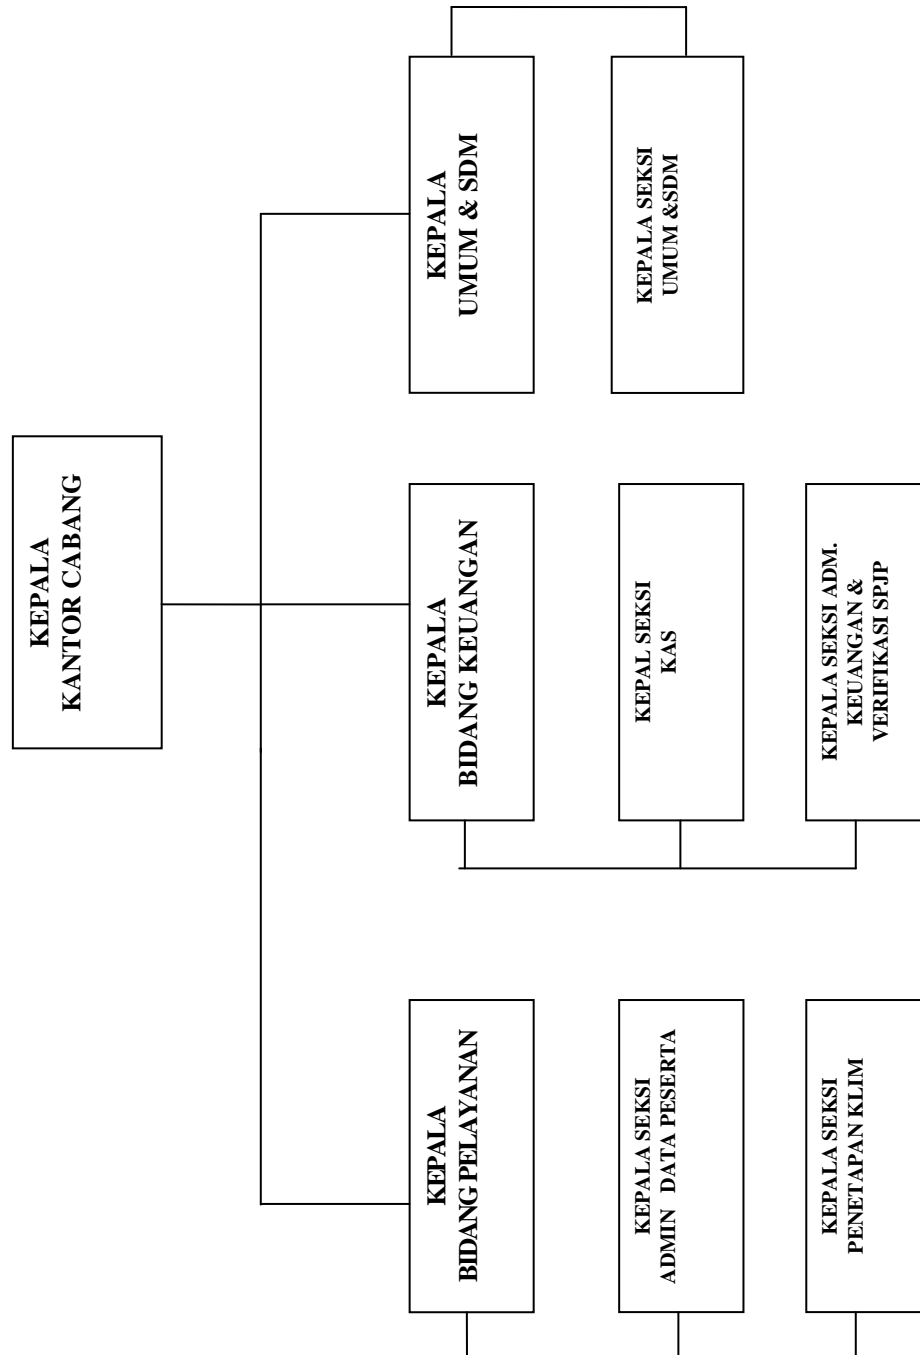 KEPALA
KANTOR CABANG
KEPALA
BIDANG PELAYANAN
KEPALA
BIDANG KEUANGAN
KEPALA
UMUM & SDM
KEPALA SEKSI
ADMIN DATA PESERTA
KEPAL SEKSI
KAS
KEPALA SEKSI
UMUM &SDM
KEPALA SEKSI
PENETAPAN KLIM
KEPALA SEKSI ADM.
KEUANGAN &
VERIFIKASI SPJP